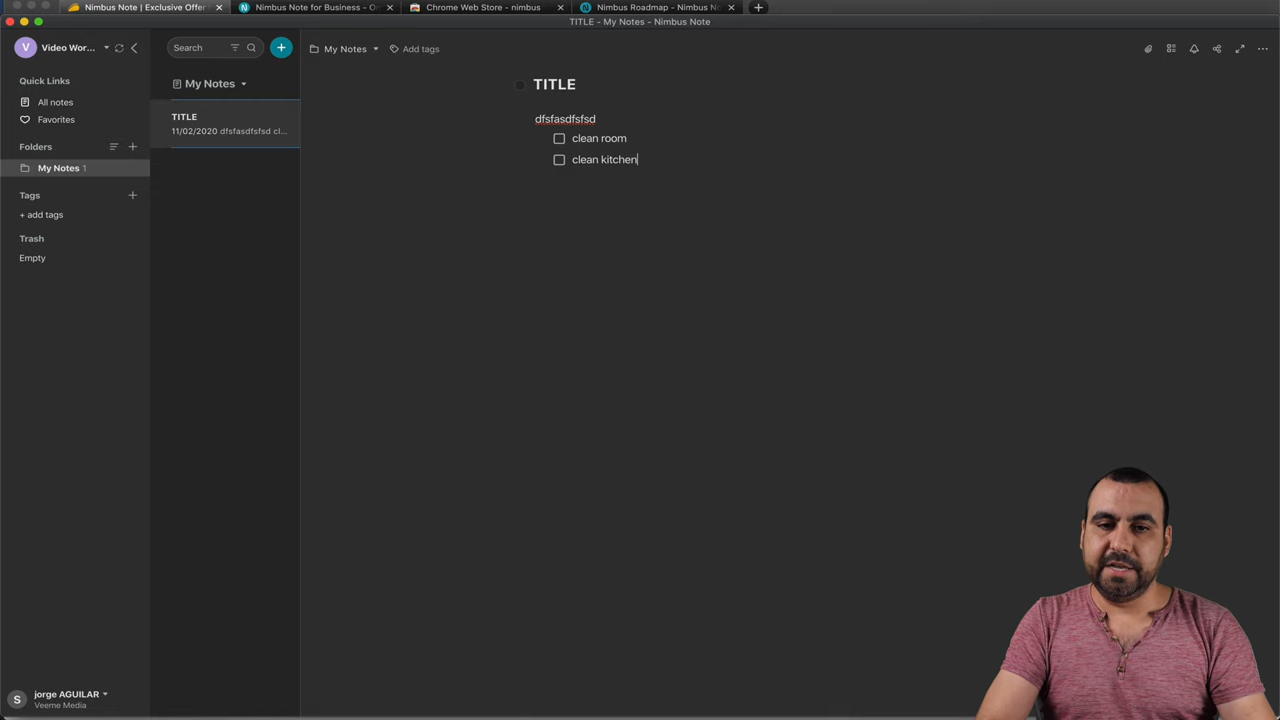 Nimbus Note | Exclusive Offer
Nimbus Note for Business - O
Chrome Web Store - nimbus
Nimbus Roadmap - Nimbus No
TITLE - My Notes - Nimbus Note
V
Video Wor...
Search
My Notes
Add tags
Quick Links
All notes
Favorites
Folders
My Notes 1
Tags
+ add tags
Trash
Empty
My Notes
TITLE
11/02/2020 dfsfasdfsfsd cl...
TITLE
dfsfasdfsfsd
clean room
clean kitchen
S
jorge AGUILAR
Veeme Media